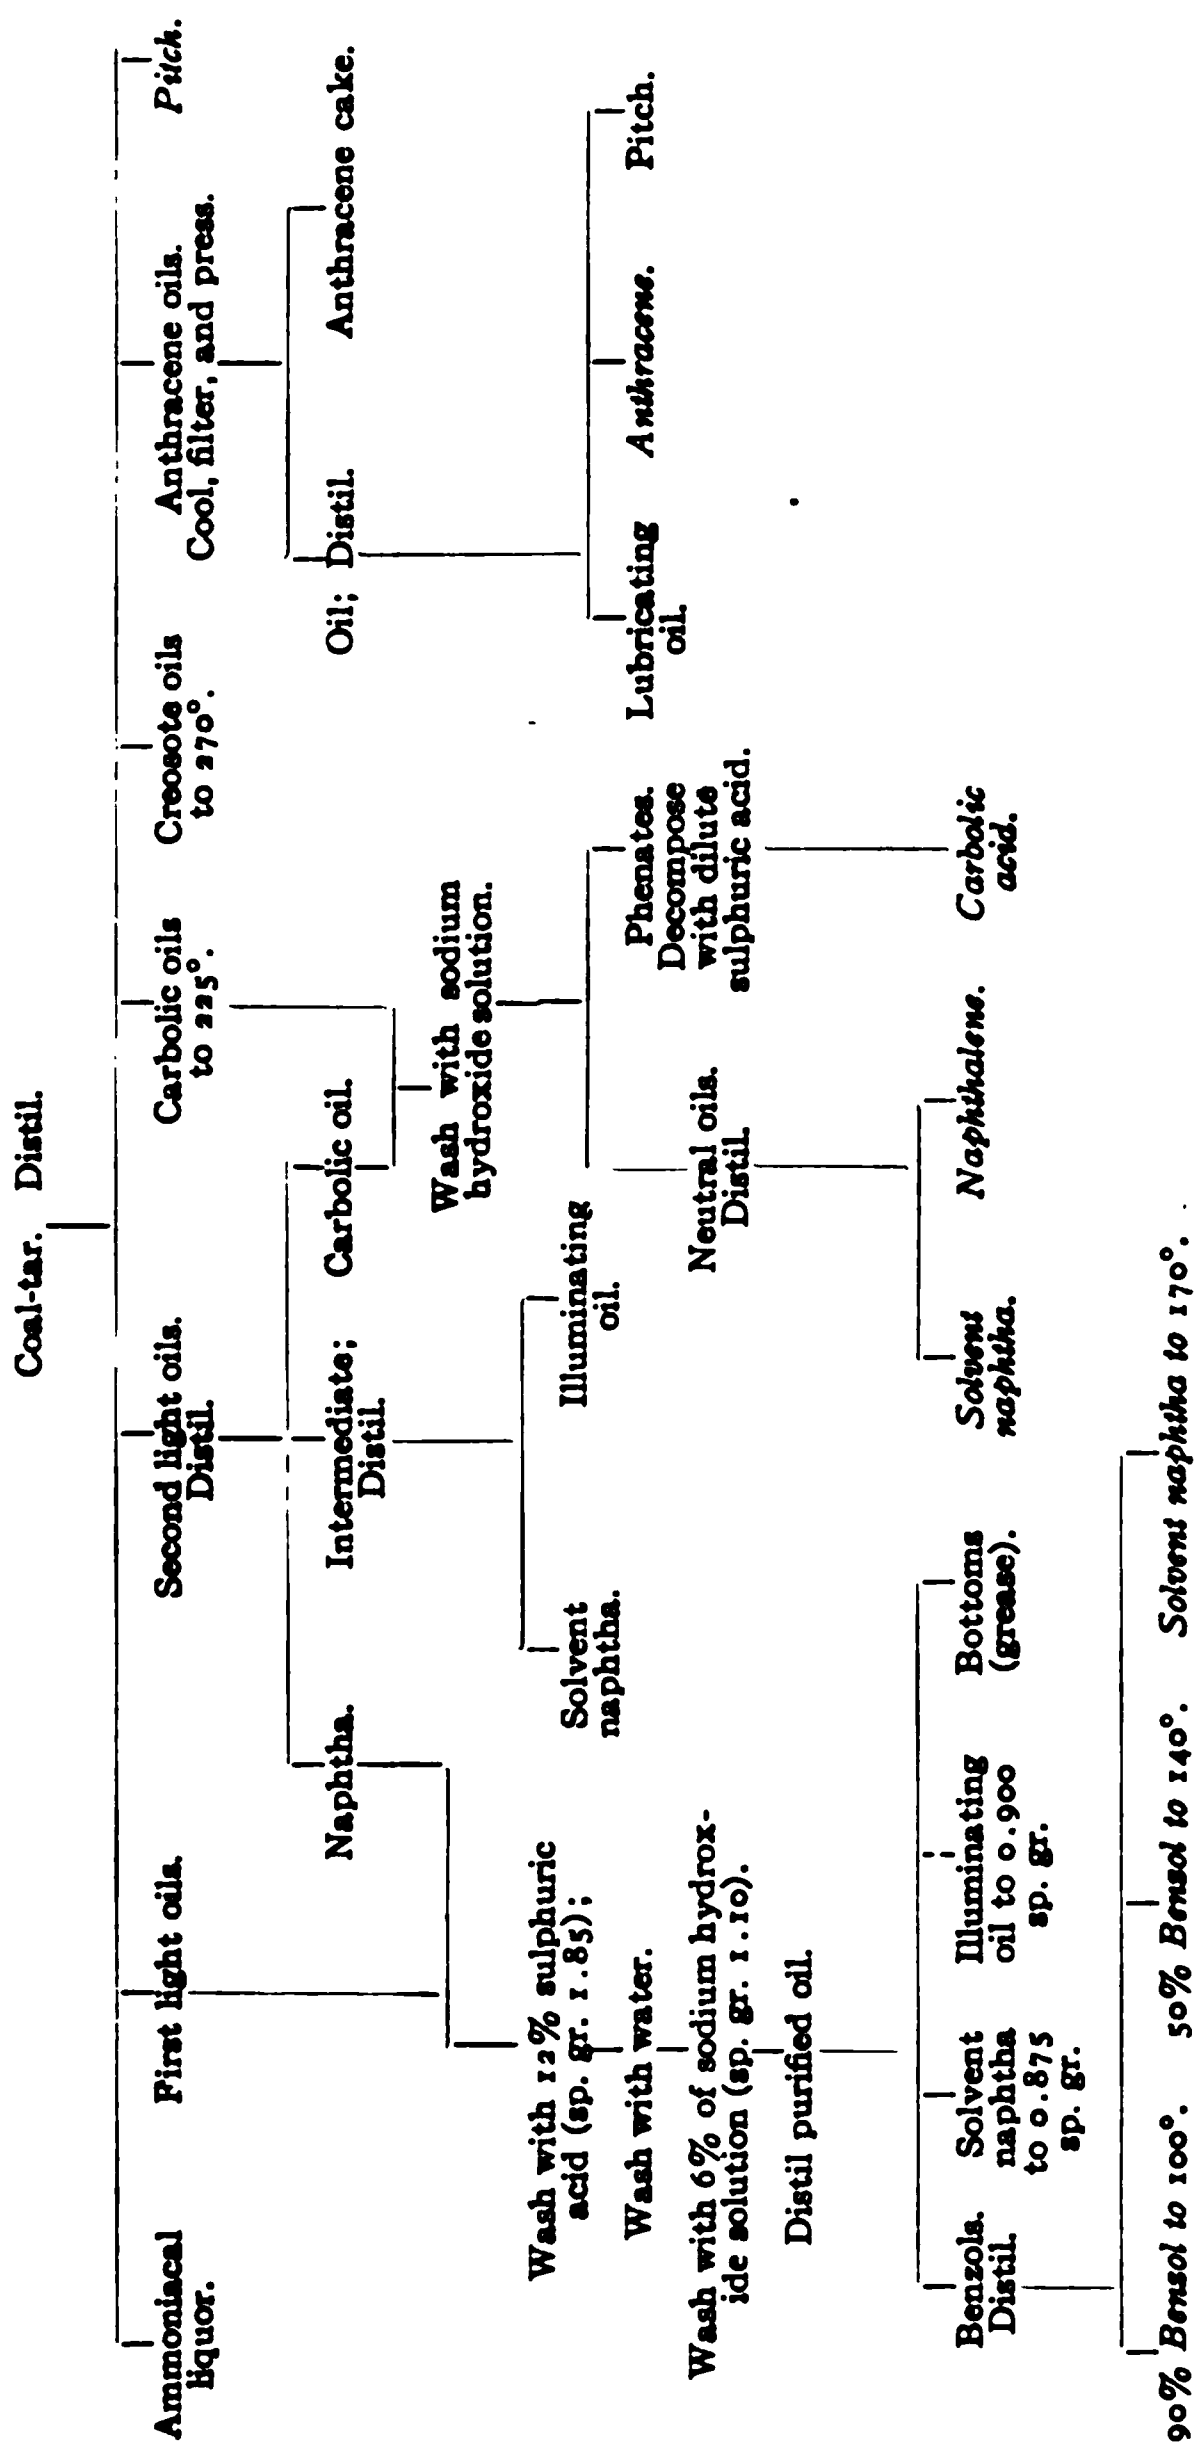 Coal-tar. Distil.
Ammoniacal
liquor.
First light oils.
Second light oils.
Distil.
Carbolic oils
to 225°.
Creosote oils
to 270°.
Anthracene oils.
Cool, filter, and press.
Pitch.
Naphtha.
Intermediate;
Distil.
Carbolic oil.
Oil; Distil.
Anthracene cake.
Wash with sodium
hydroxide solution.
Wash with 12% sulphuric
acid (sp. gr. 1.85);
Solvent
naphtha.
Illuminating
oil.
Wash with water.
Phenates.
Decompose
with dilute
sulphuric acid.
Lubricating
oil.
Anthracene.
Pitch.
Wash with 6% of sodium hydrox-
ide solution (sp. gr. 1.10).
Neutral oils.
Distil.
Distil purified oil.
Benzols.
Distil.
Solvent
naphtha
to 0.875
sp. gr.
Illuminating
oil to 0.900
sp. gr.
Bottoms
(grease).
Solvent
naphtha.
Naphthalene.
Carbolic
acid.
90% Benzol to 100°.
50% Benzol to 140°.
Solvent naphtha to 170°.